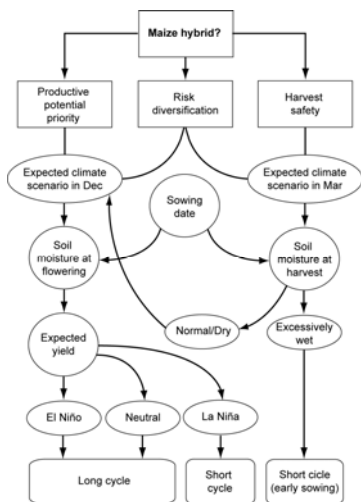 Maize hybrid?
Productive
potential
priority
Risk
diversification
Harvest
safety
Expected climate
scenario in Dec
Expected climate
scenario in Mar
Sowing
date
Soil
moisture at
flowering
Soil
moisture at
harvest
Normal/Dry
Excessively
wet
Expected
yield
El Niño
Neutral
La Niña
Long cycle
Short
cycle
Short cicle
(early sowing)